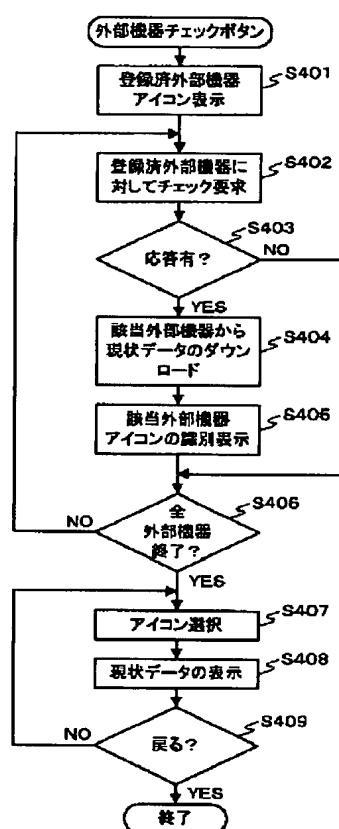 外部機器チェックボタン
登録済外部機器
アイコン表示
S401
登録済外部機器に
対してチェック要求
S402
応答有？
S403
NO
YES
該当外部機器から
現状データのダウン
ロード
S404
該当外部機器
アイコンの識別表示
S405
全
外部機器
終了？
S406
NO
YES
アイコン選択
S407
現状データの表示
S408
戻る？
S409
NO
YES
終了